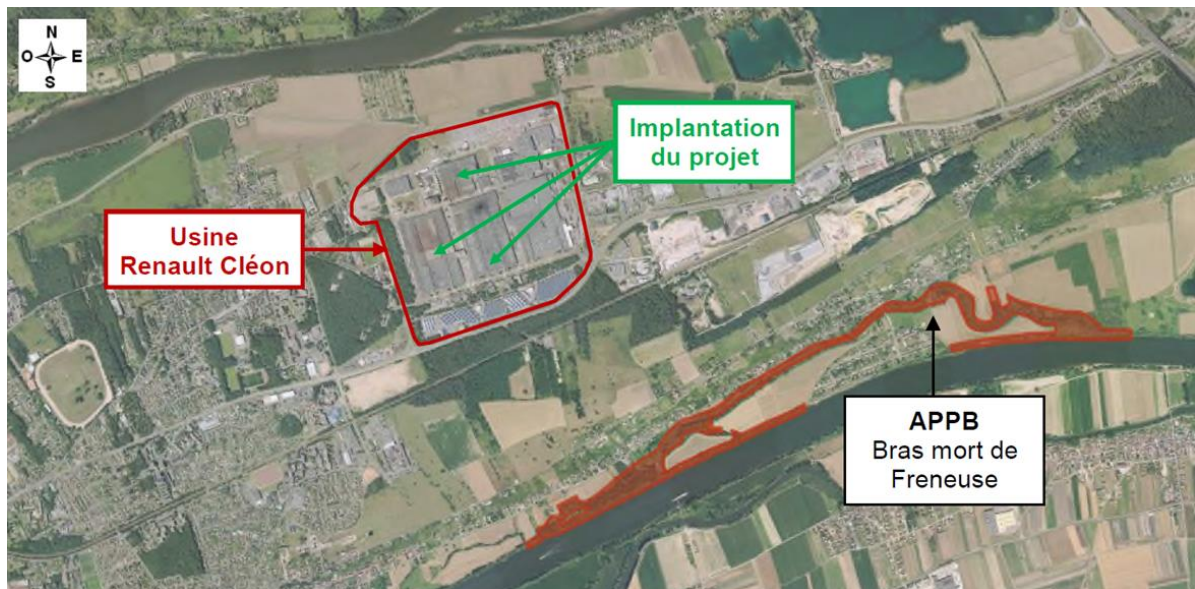 N
O E
S
Implantation
du projet
Usine
Renault Cléon
APPB
Bras mort de
Freneuse